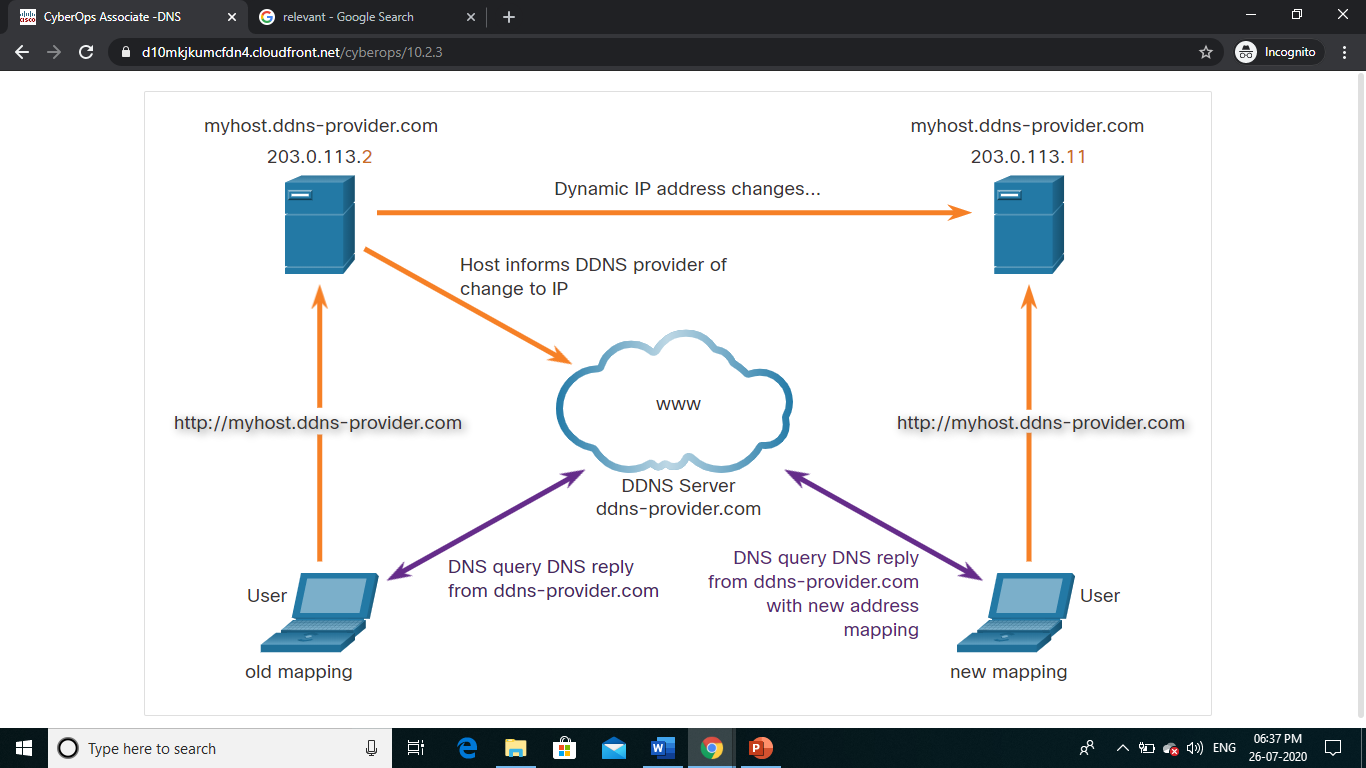 CyberOps Associate -DNS
relevant - Google Search
d10mkjkumcfdn4.cloudfront.net/cyberops/10.2.3
Incognito
myhost.ddns-provider.com
203.0.113.2
myhost.ddns-provider.com
203.0.113.11
Dynamic IP address changes...
Host informs DDNS provider of
change to IP
www
http://myhost.ddns-provider.com
http://myhost.ddns-provider.com
DDNS Server
ddns-provider.com
DNS query DNS reply
from ddns-provider.com
DNS query DNS reply
from ddns-provider.com
with new address
mapping
User
User
old mapping
new mapping
Type here to search
ENG
06:37 PM
26-07-2020